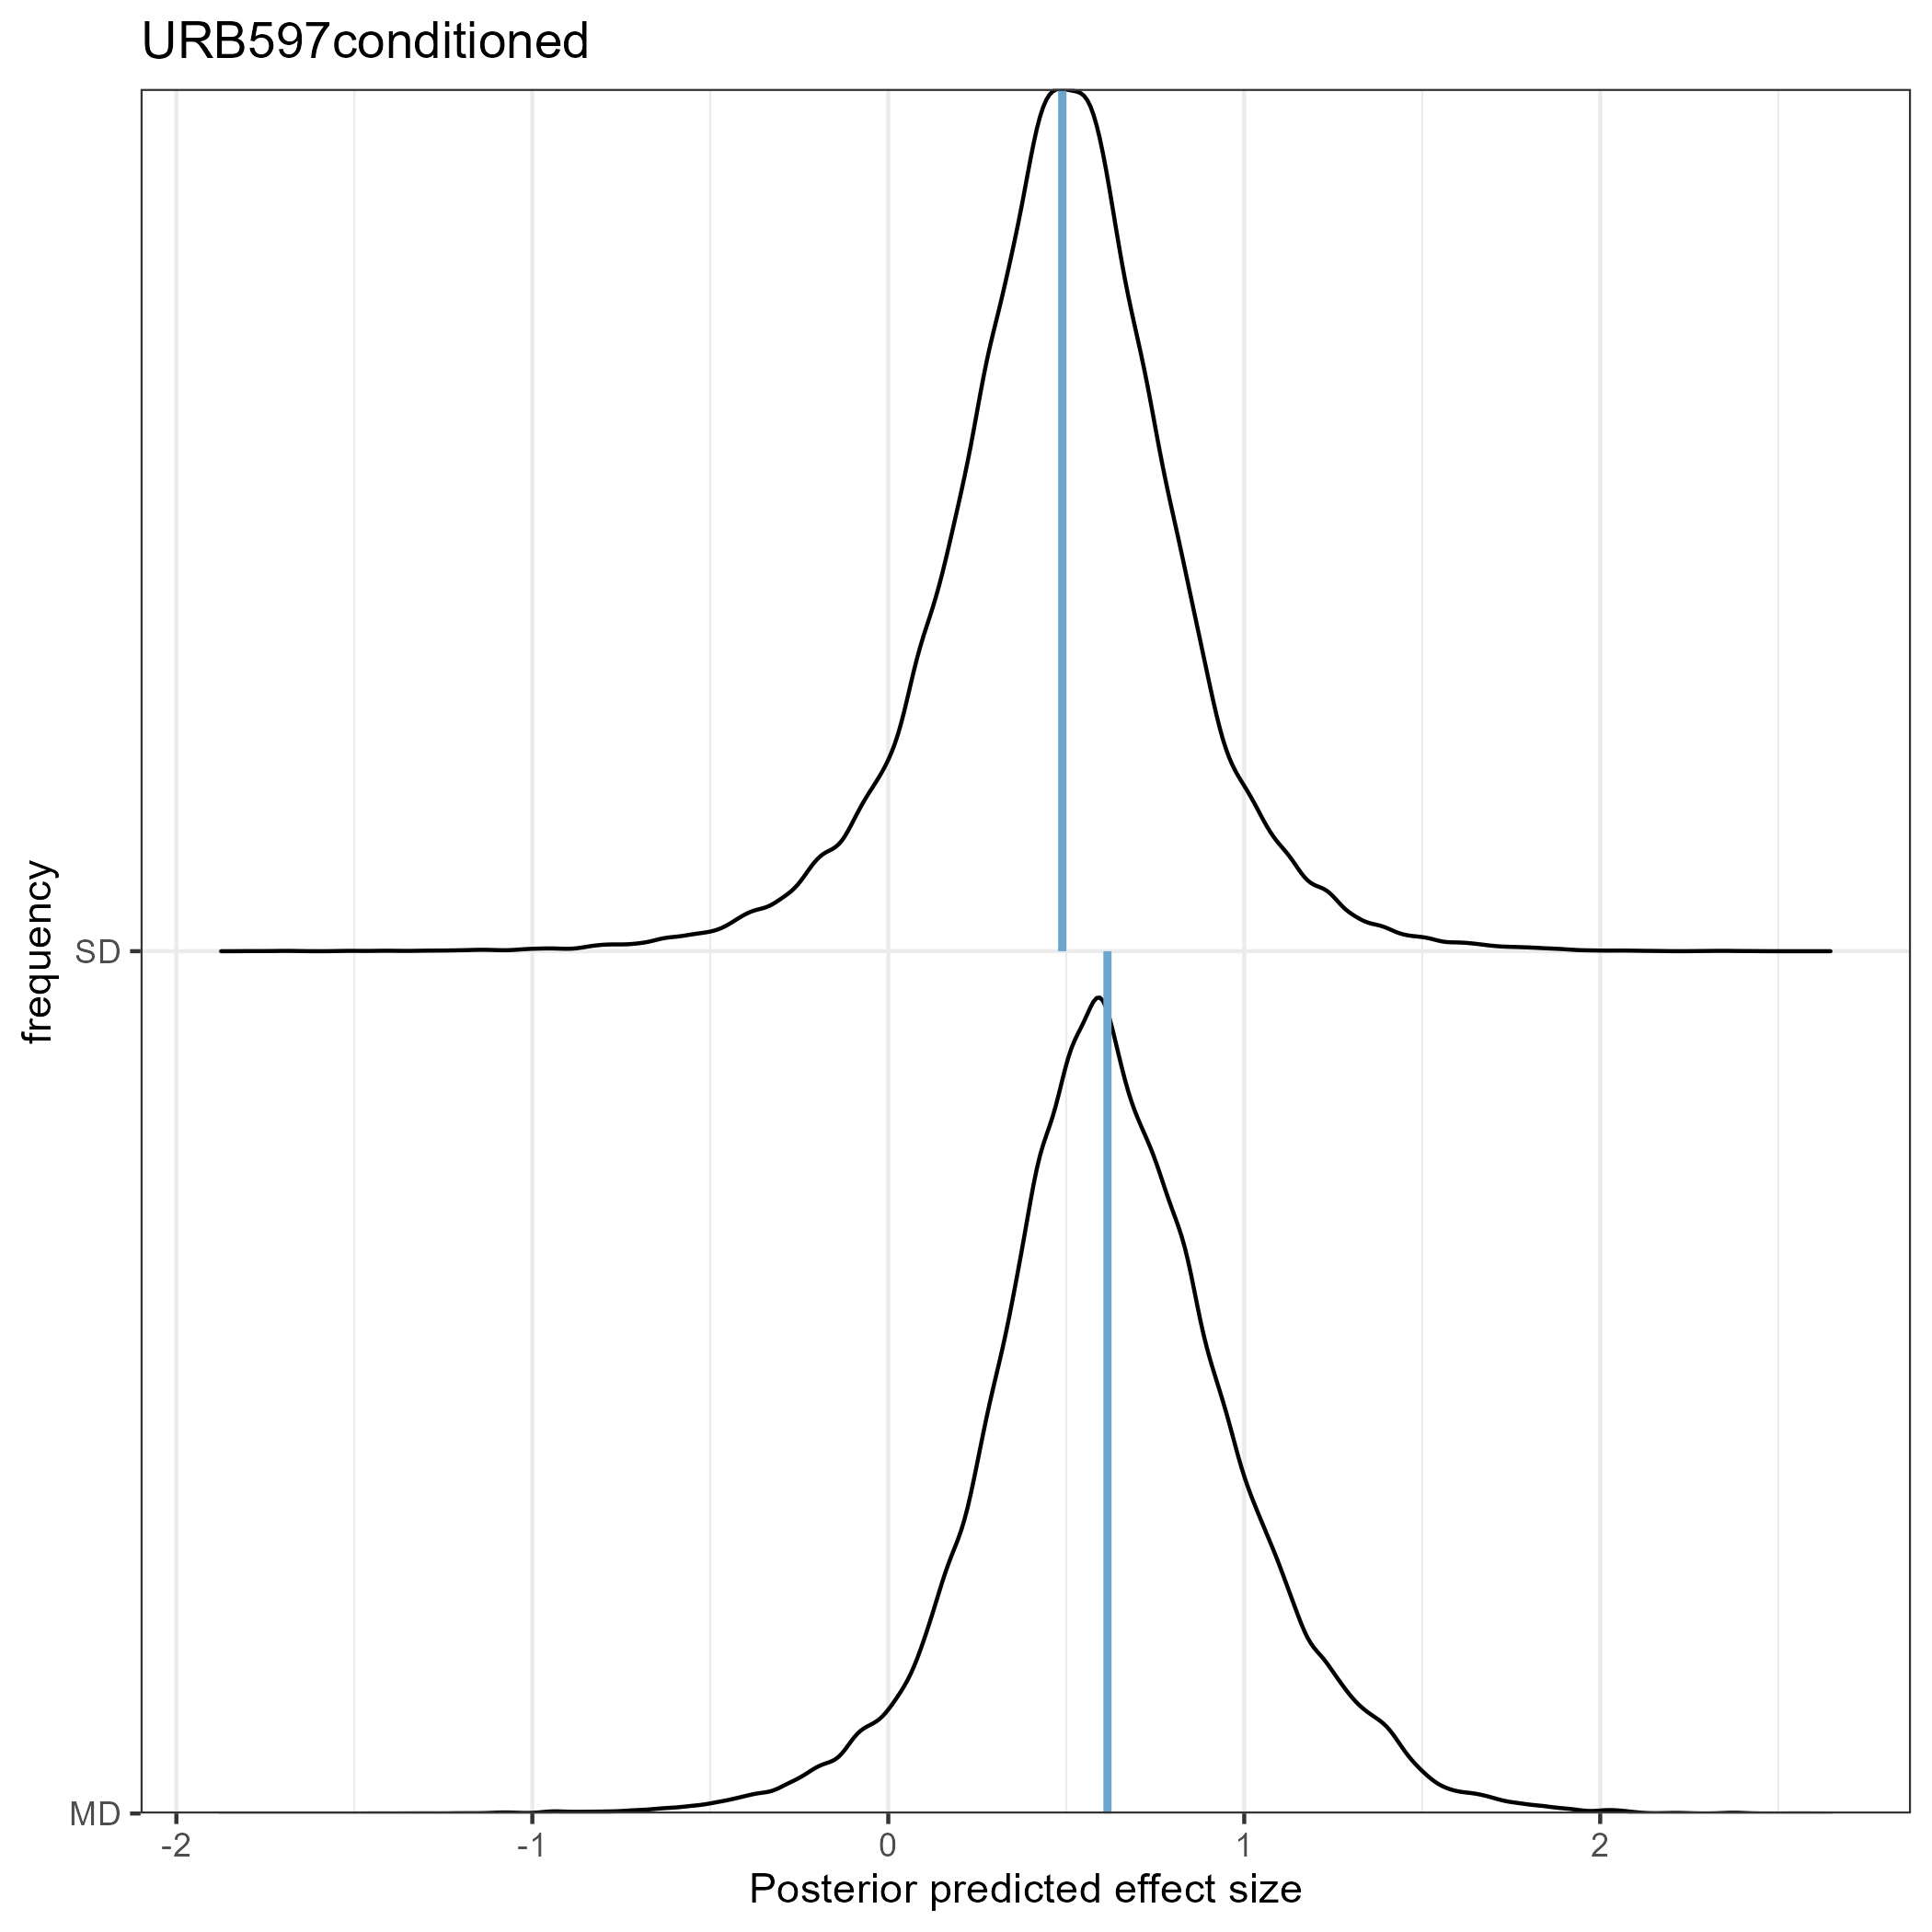 URB597conditioned
frequency
SD
MD
-2 -1 0 1 2
Posterior predicted effect size